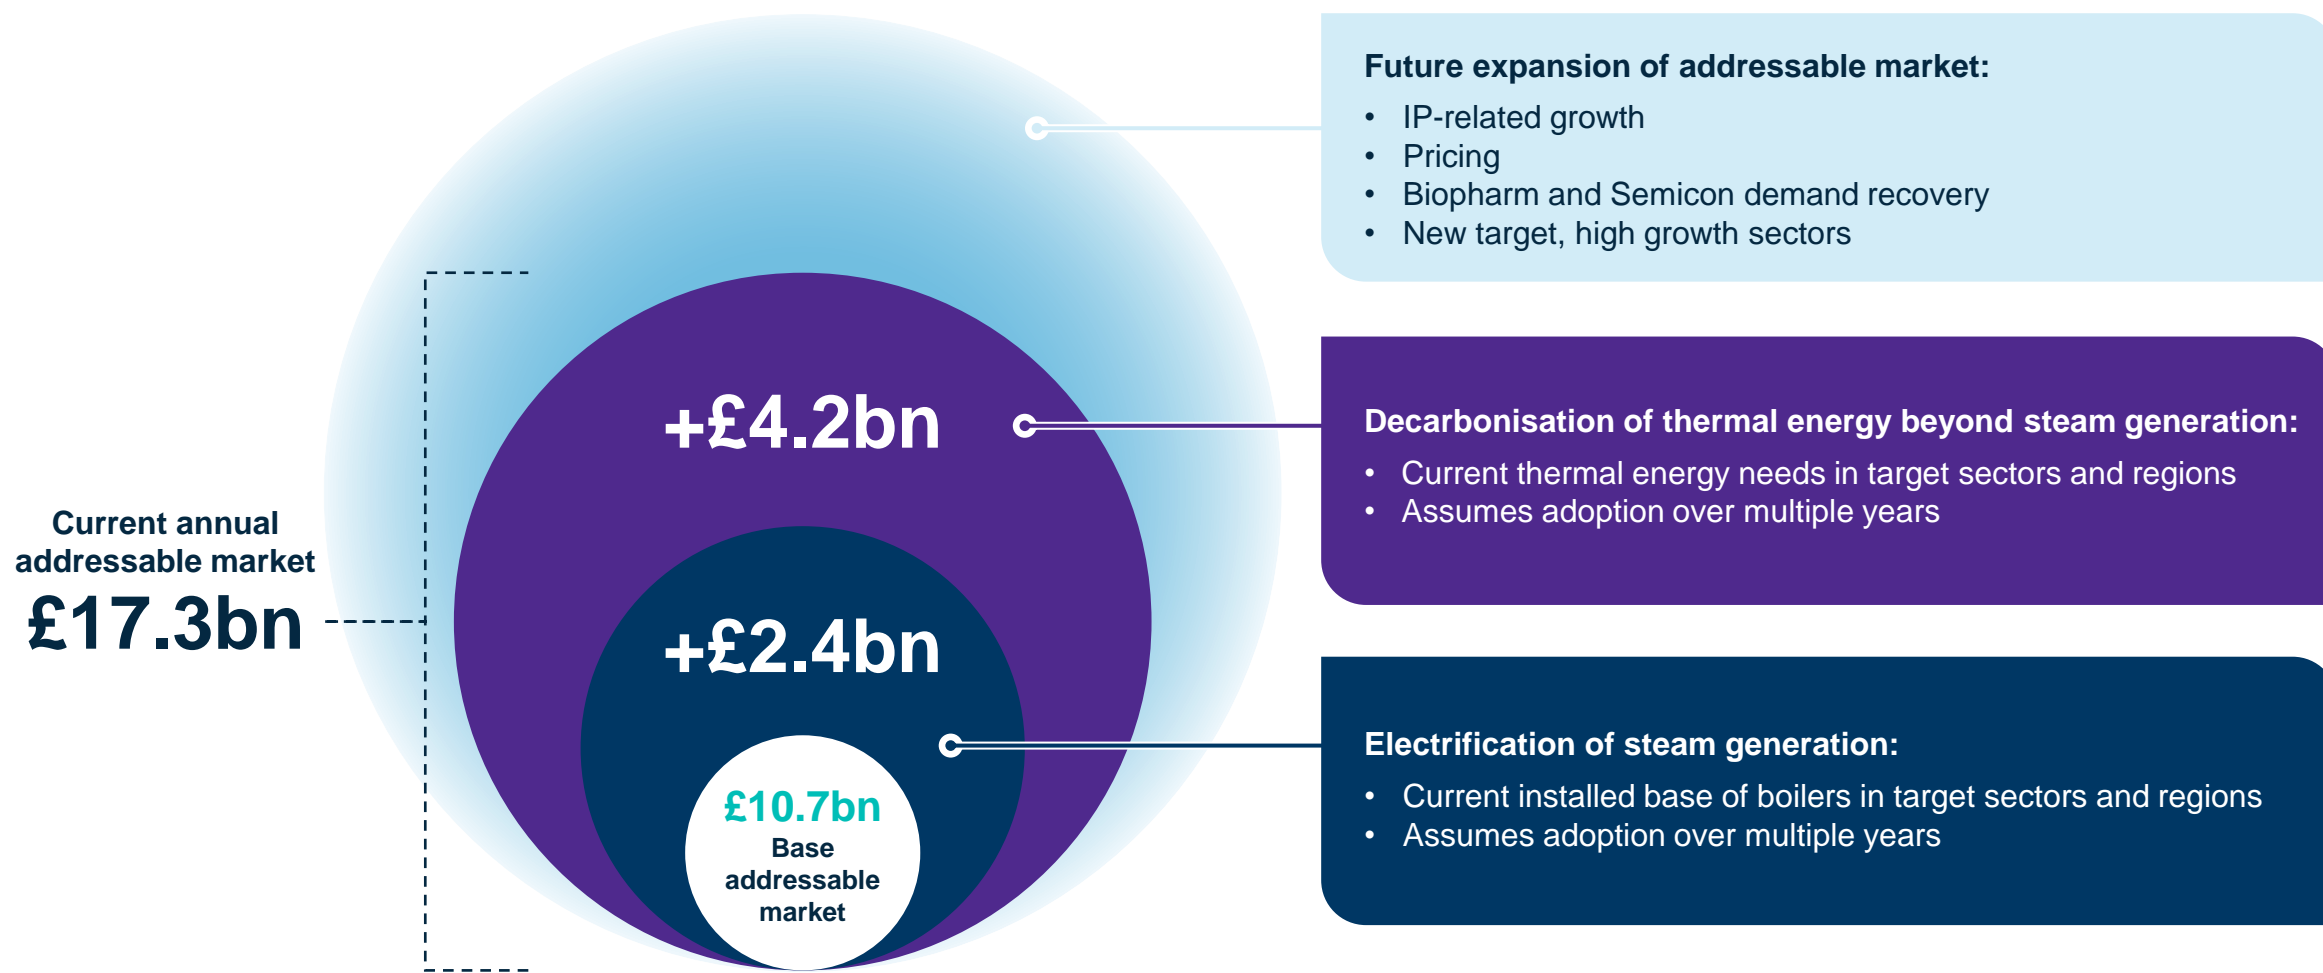 Current annual
addressable market
£17.3bn
+£4.2bn
+£2.4bn
£10.7bn
Base
addressable
market
Future expansion of addressable market:
• IP-related growth
• Pricing
• Biopharm and Semicon demand recovery
• New target, high growth sectors
Decarbonisation of thermal energy beyond steam generation:
• Current thermal energy needs in target sectors and regions
• Assumes adoption over multiple years
Electrification of steam generation:
• Current installed base of boilers in target sectors and regions
• Assumes adoption over multiple years